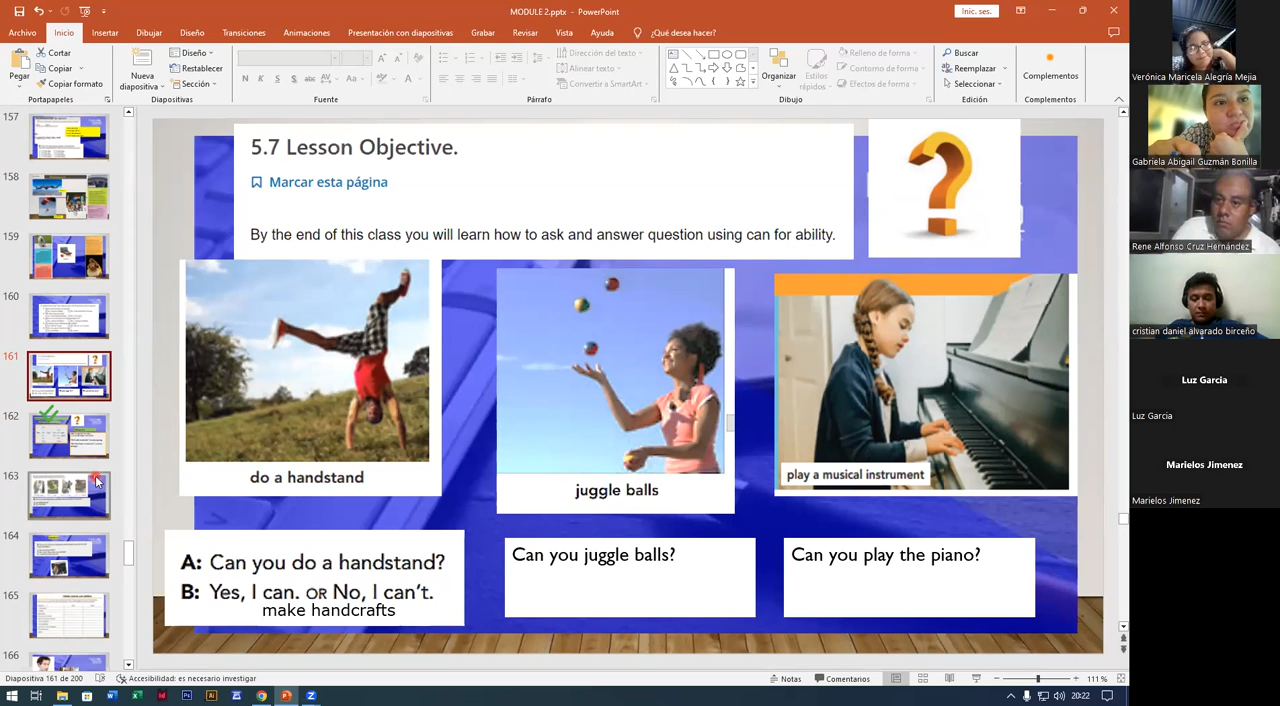 MODULE 2.pptx - PowerPoint
Inic. ses.
Archivo Inicio Insertar Dibujar Diseño Transiciones Animaciones Presentación con diapositivas Grabar Revisar Vista Ayuda ¿Qué desea hacer?
Pegar
Cortar
Copiar
Copiar formato
Portapapeles
Nueva diapositiva
Diseño
Restablecer
Sección
Diapositivas
N K S S abc AV Aa A
Fuente
Dirección del texto
Alinear texto
Convertir a SmartArt
Párrafo
Organizar
Estilos rápidos
Relleno de forma
Contorno de forma
Efectos de forma
Dibujo
Buscar
Reemplazar
Seleccionar
Edición
Complementos
Complementos
157
158
159
160
161
162
163
164
165
166
5.7 Lesson Objective.
Marcar esta página
By the end of this class you will learn how to ask and answer question using can for ability.
do a handstand
juggle balls
play a musical instrument
A: Can you do a handstand?
B: Yes, I can. OR No, I can't.
make handcrafts
Can you juggle balls?
Can you play the piano?
Verónica Maricela Alegría Mejia
Gabriela Abigail Guzmán Bonilla
Rene Alfonso Cruz Hernández
cristian daniel alvarado birceño
Luz Garcia
Luz Garcia
Marielos Jimenez
Marielos Jimenez
Diapositiva 161 de 200
Accesibilidad: es necesario investigar
Notas
Comentarios
111 %
20:22